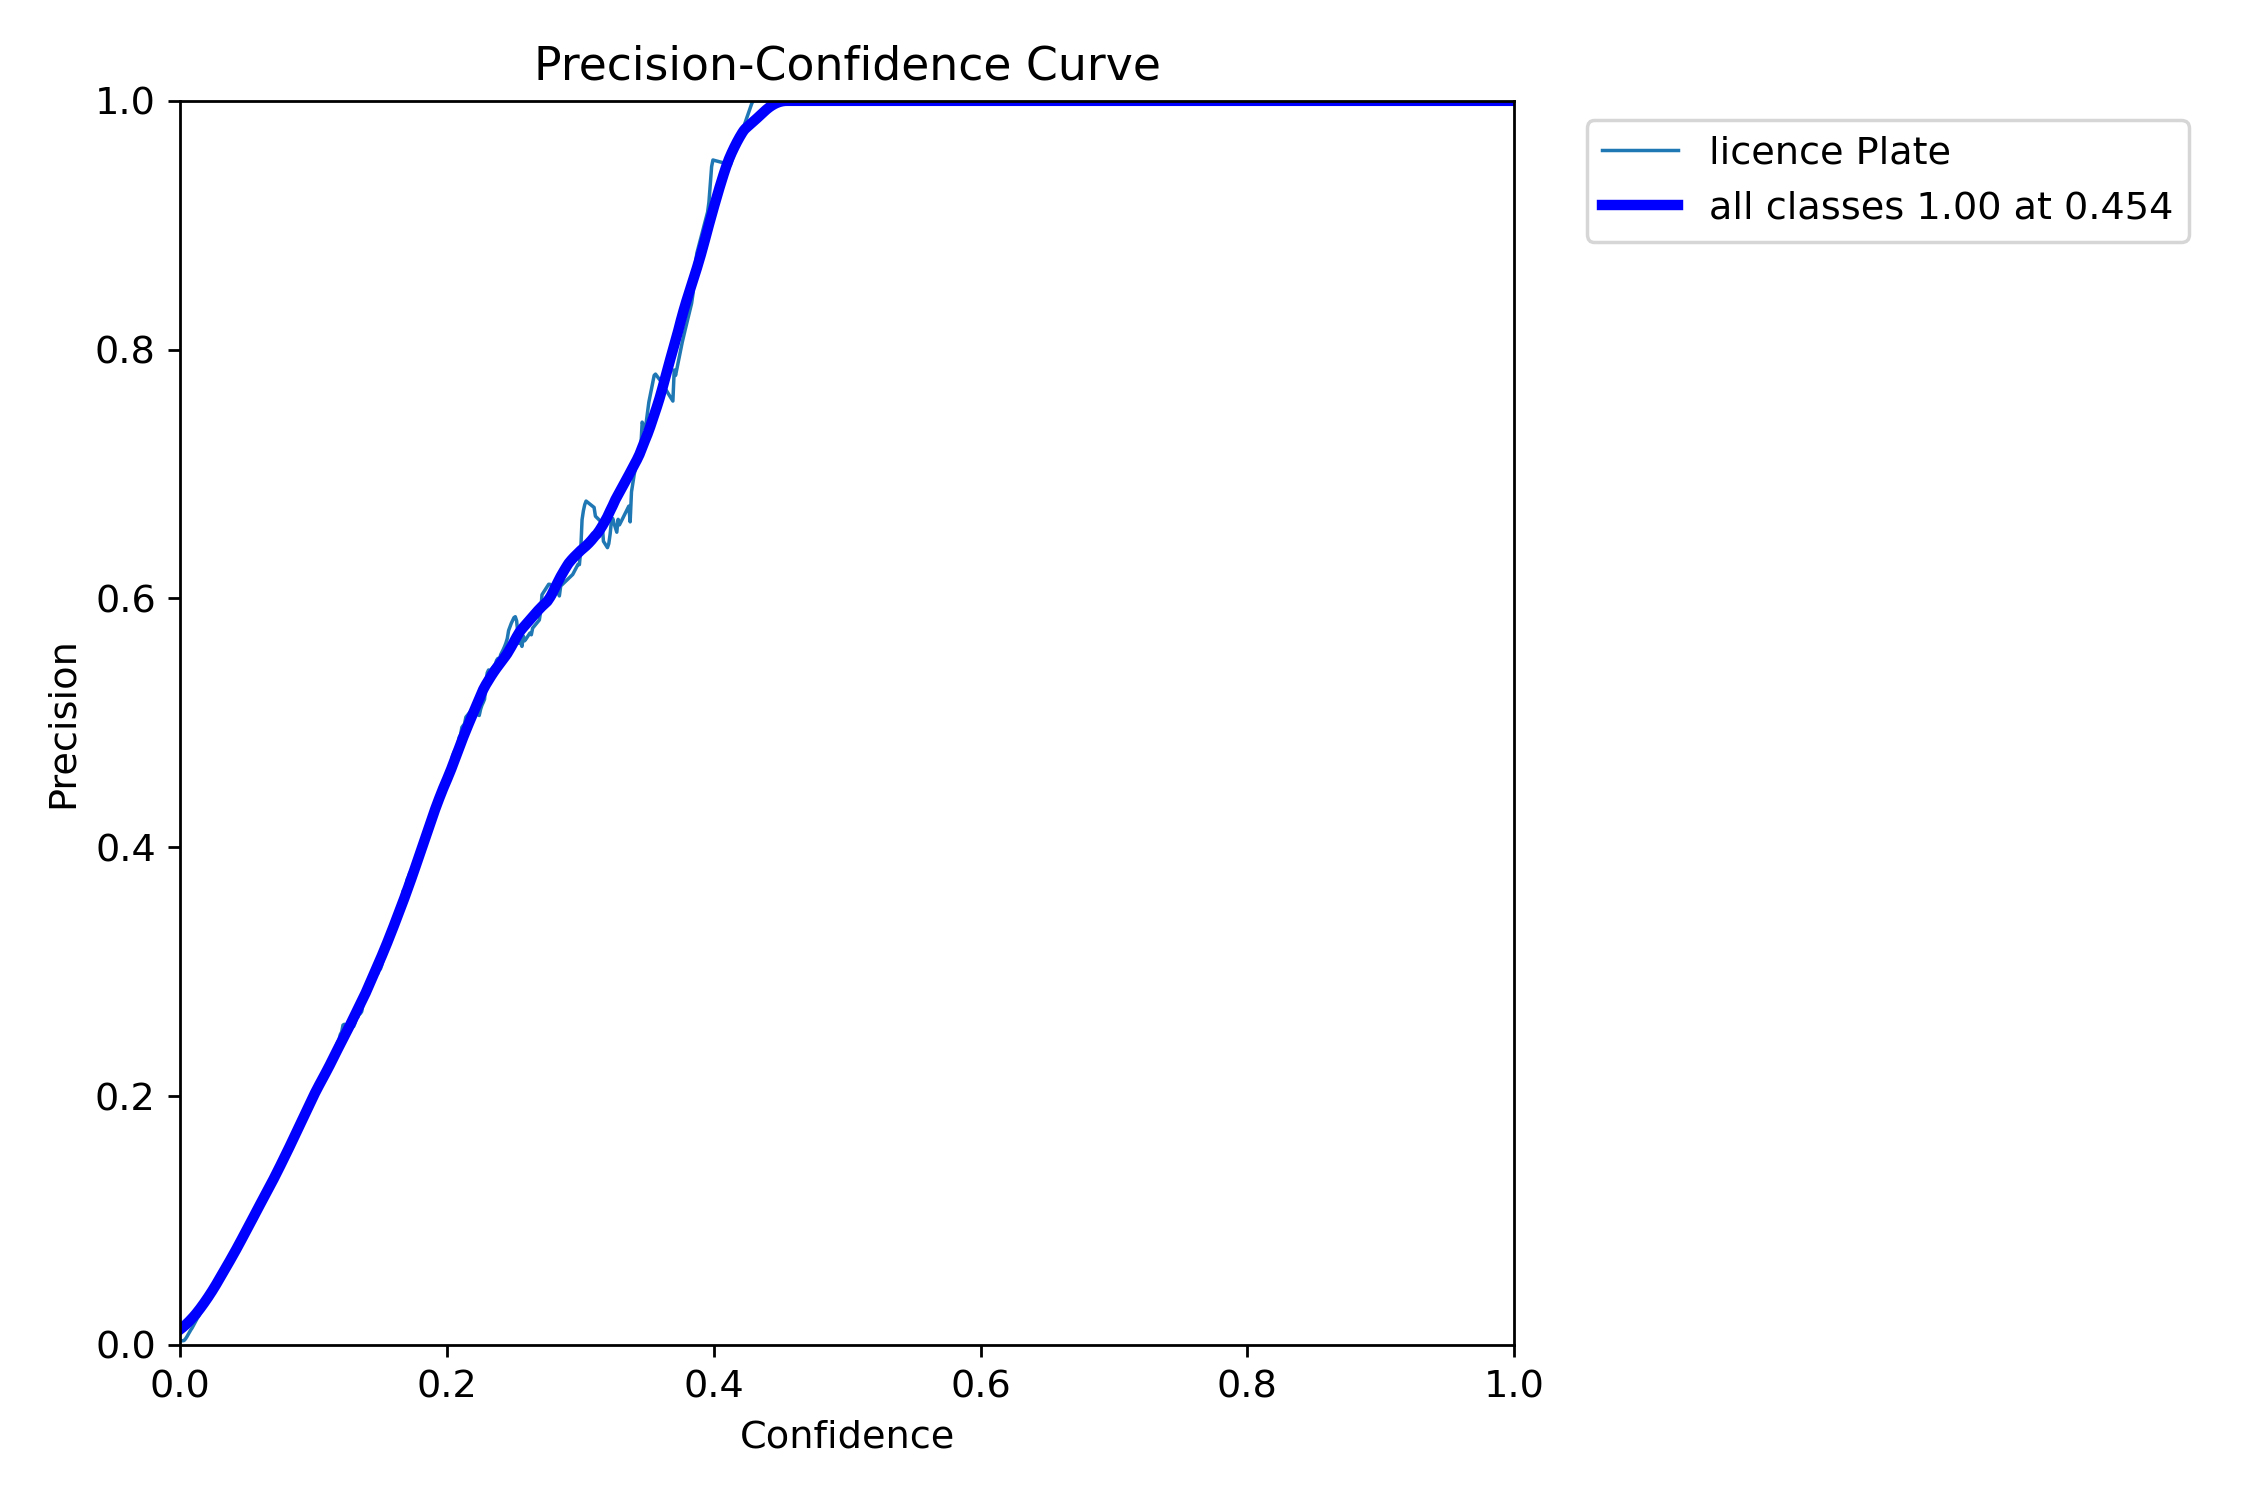 Precision-Confidence Curve
1.0
0.8
0.6
0.4
0.2
0.0
Precision
0.0 0.2 0.4 0.6 0.8 1.0
Confidence
licence Plate
all classes 1.00 at 0.454